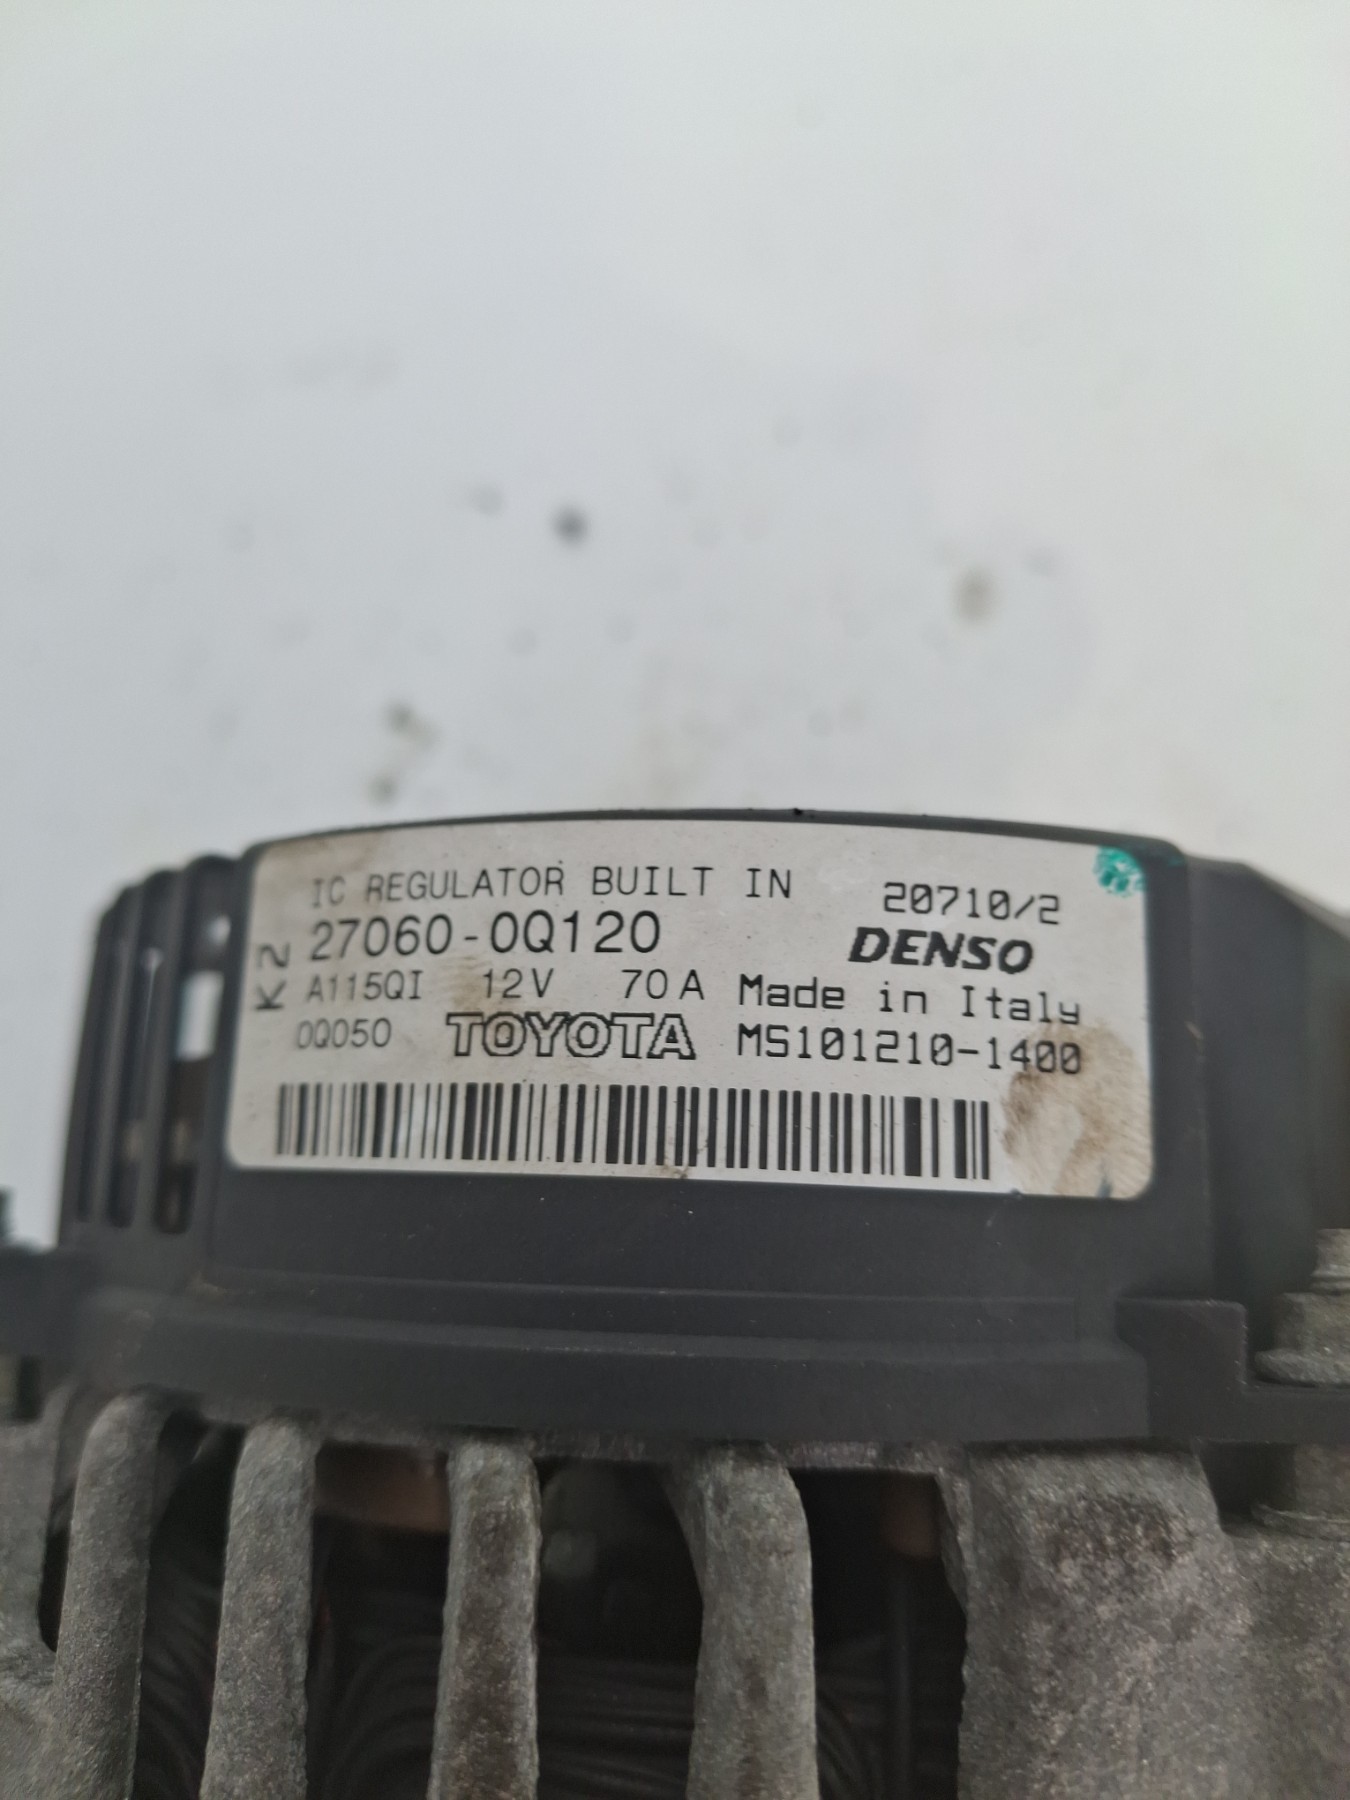 IC REGULATOR BUILT IN
20710/2
K2
27060-0Q120
DENSO
A115QI 12V 70A
Made in Italy
0Q050
TOYOTA
MS101210-1400